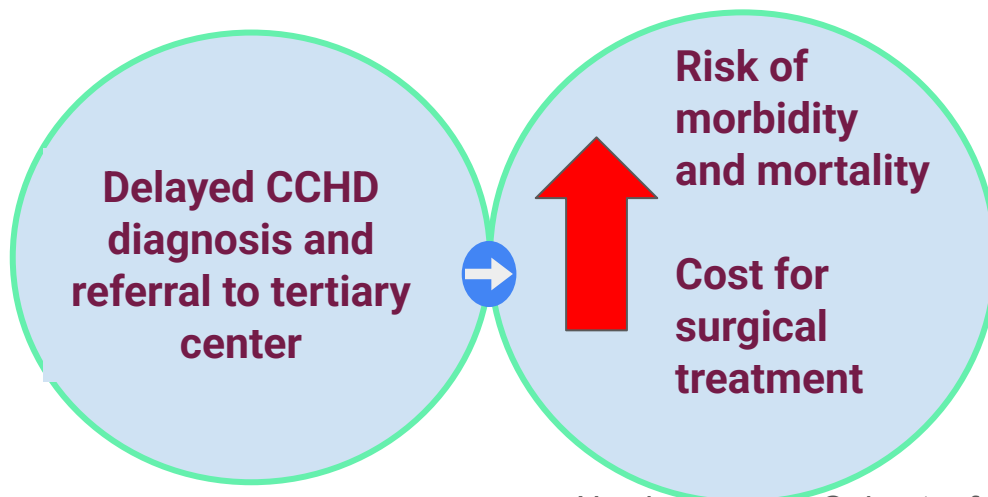 Delayed CCHD
diagnosis and
referral to tertiary
center
Risk of
morbidity
and mortality
Cost for
surgical
treatment